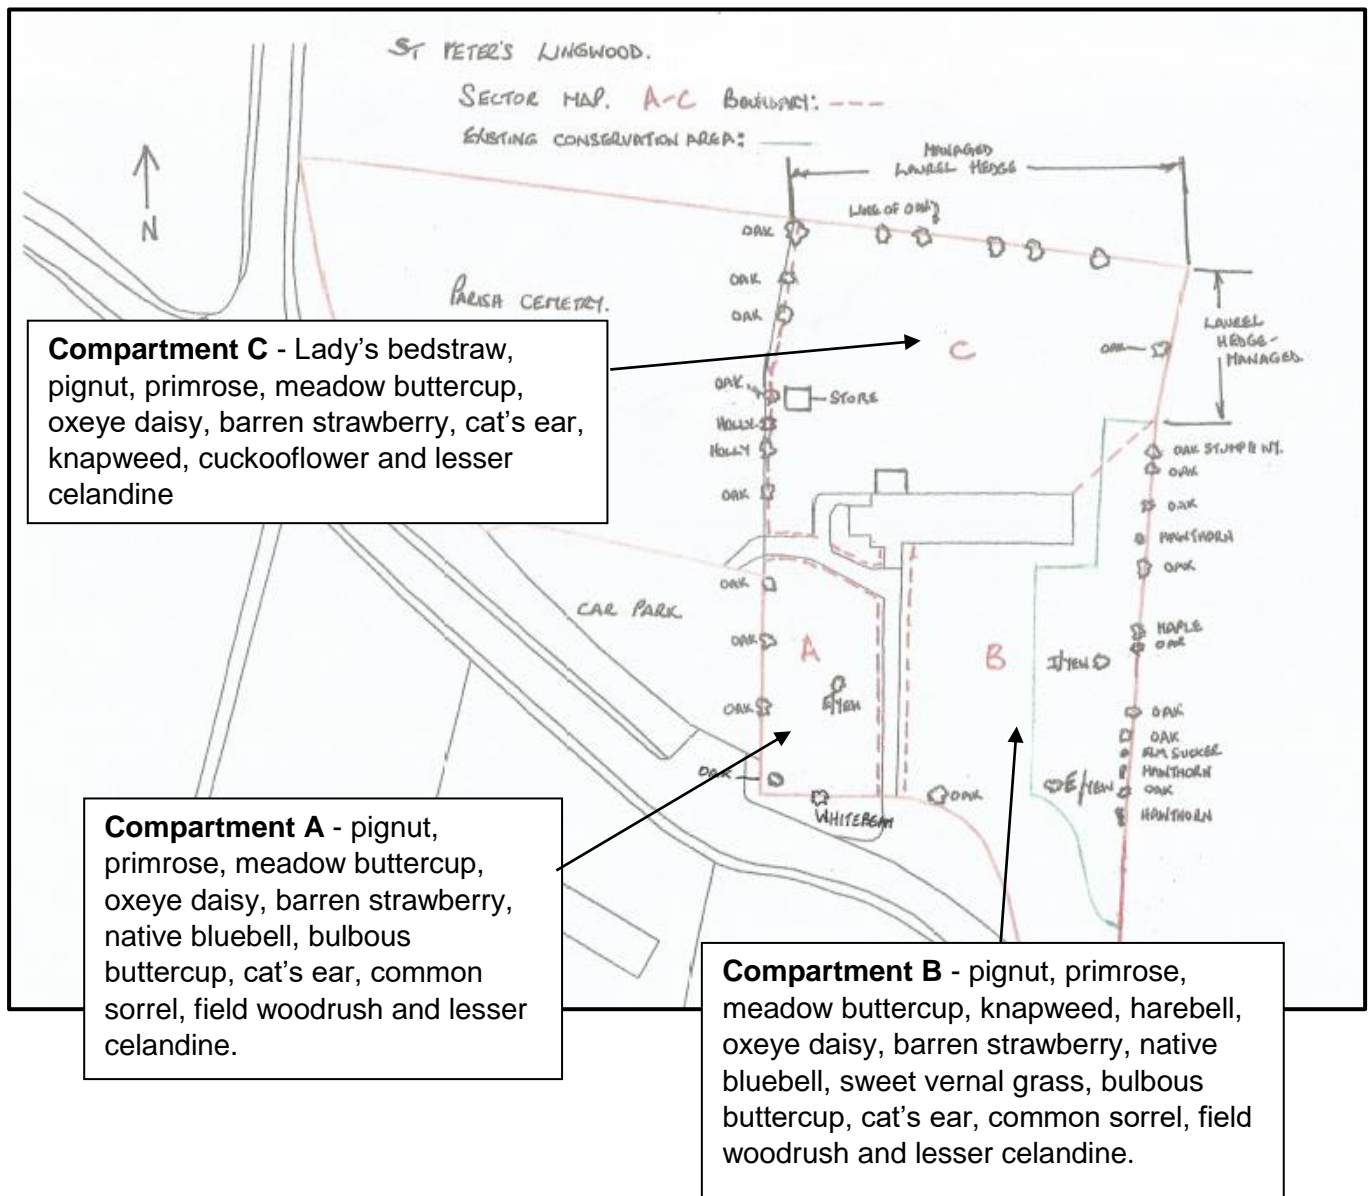 ST PETER'S LINGWOOD.
SECTOR MAP. A-C BOUNDARY:
EXISTING CONSERVATION AREA:
MANAGED
LAUREL HEDGE
N
OAK
LINE OF OAKS
OAK
OAK
PARISH CEMETRY.
LAUREL
HEDGE-
MANAGED.
C
OAK
Compartment C - Lady's bedstraw,
pignut, primrose, meadow buttercup,
oxeye daisy, barren strawberry, cat's ear,
knapweed, cuckooflower and lesser
celandine
OAK
STORE
HOLLY
HOLLY
OAK
OAK STUMP
OAK
OAK
HAWTHORN
OAK
OAK
CAR PARK
OAK
A
E/YEW
OAK
OAK
WHITEBEAM
B
I/YEW
MAPLE
OAK
OAK
OAK
ELM SUCKER
HAWTHORN
OAK
E/YEW
OAK
HAWTHORN
Compartment A - pignut,
primrose, meadow buttercup,
oxeye daisy, barren strawberry,
native bluebell, bulbous
buttercup, cat's ear, common
sorrel, field woodrush and lesser
celandine.
Compartment B - pignut, primrose,
meadow buttercup, knapweed, harebell,
oxeye daisy, barren strawberry, native
bluebell, sweet vernal grass, bulbous
buttercup, cat's ear, common sorrel, field
woodrush and lesser celandine.